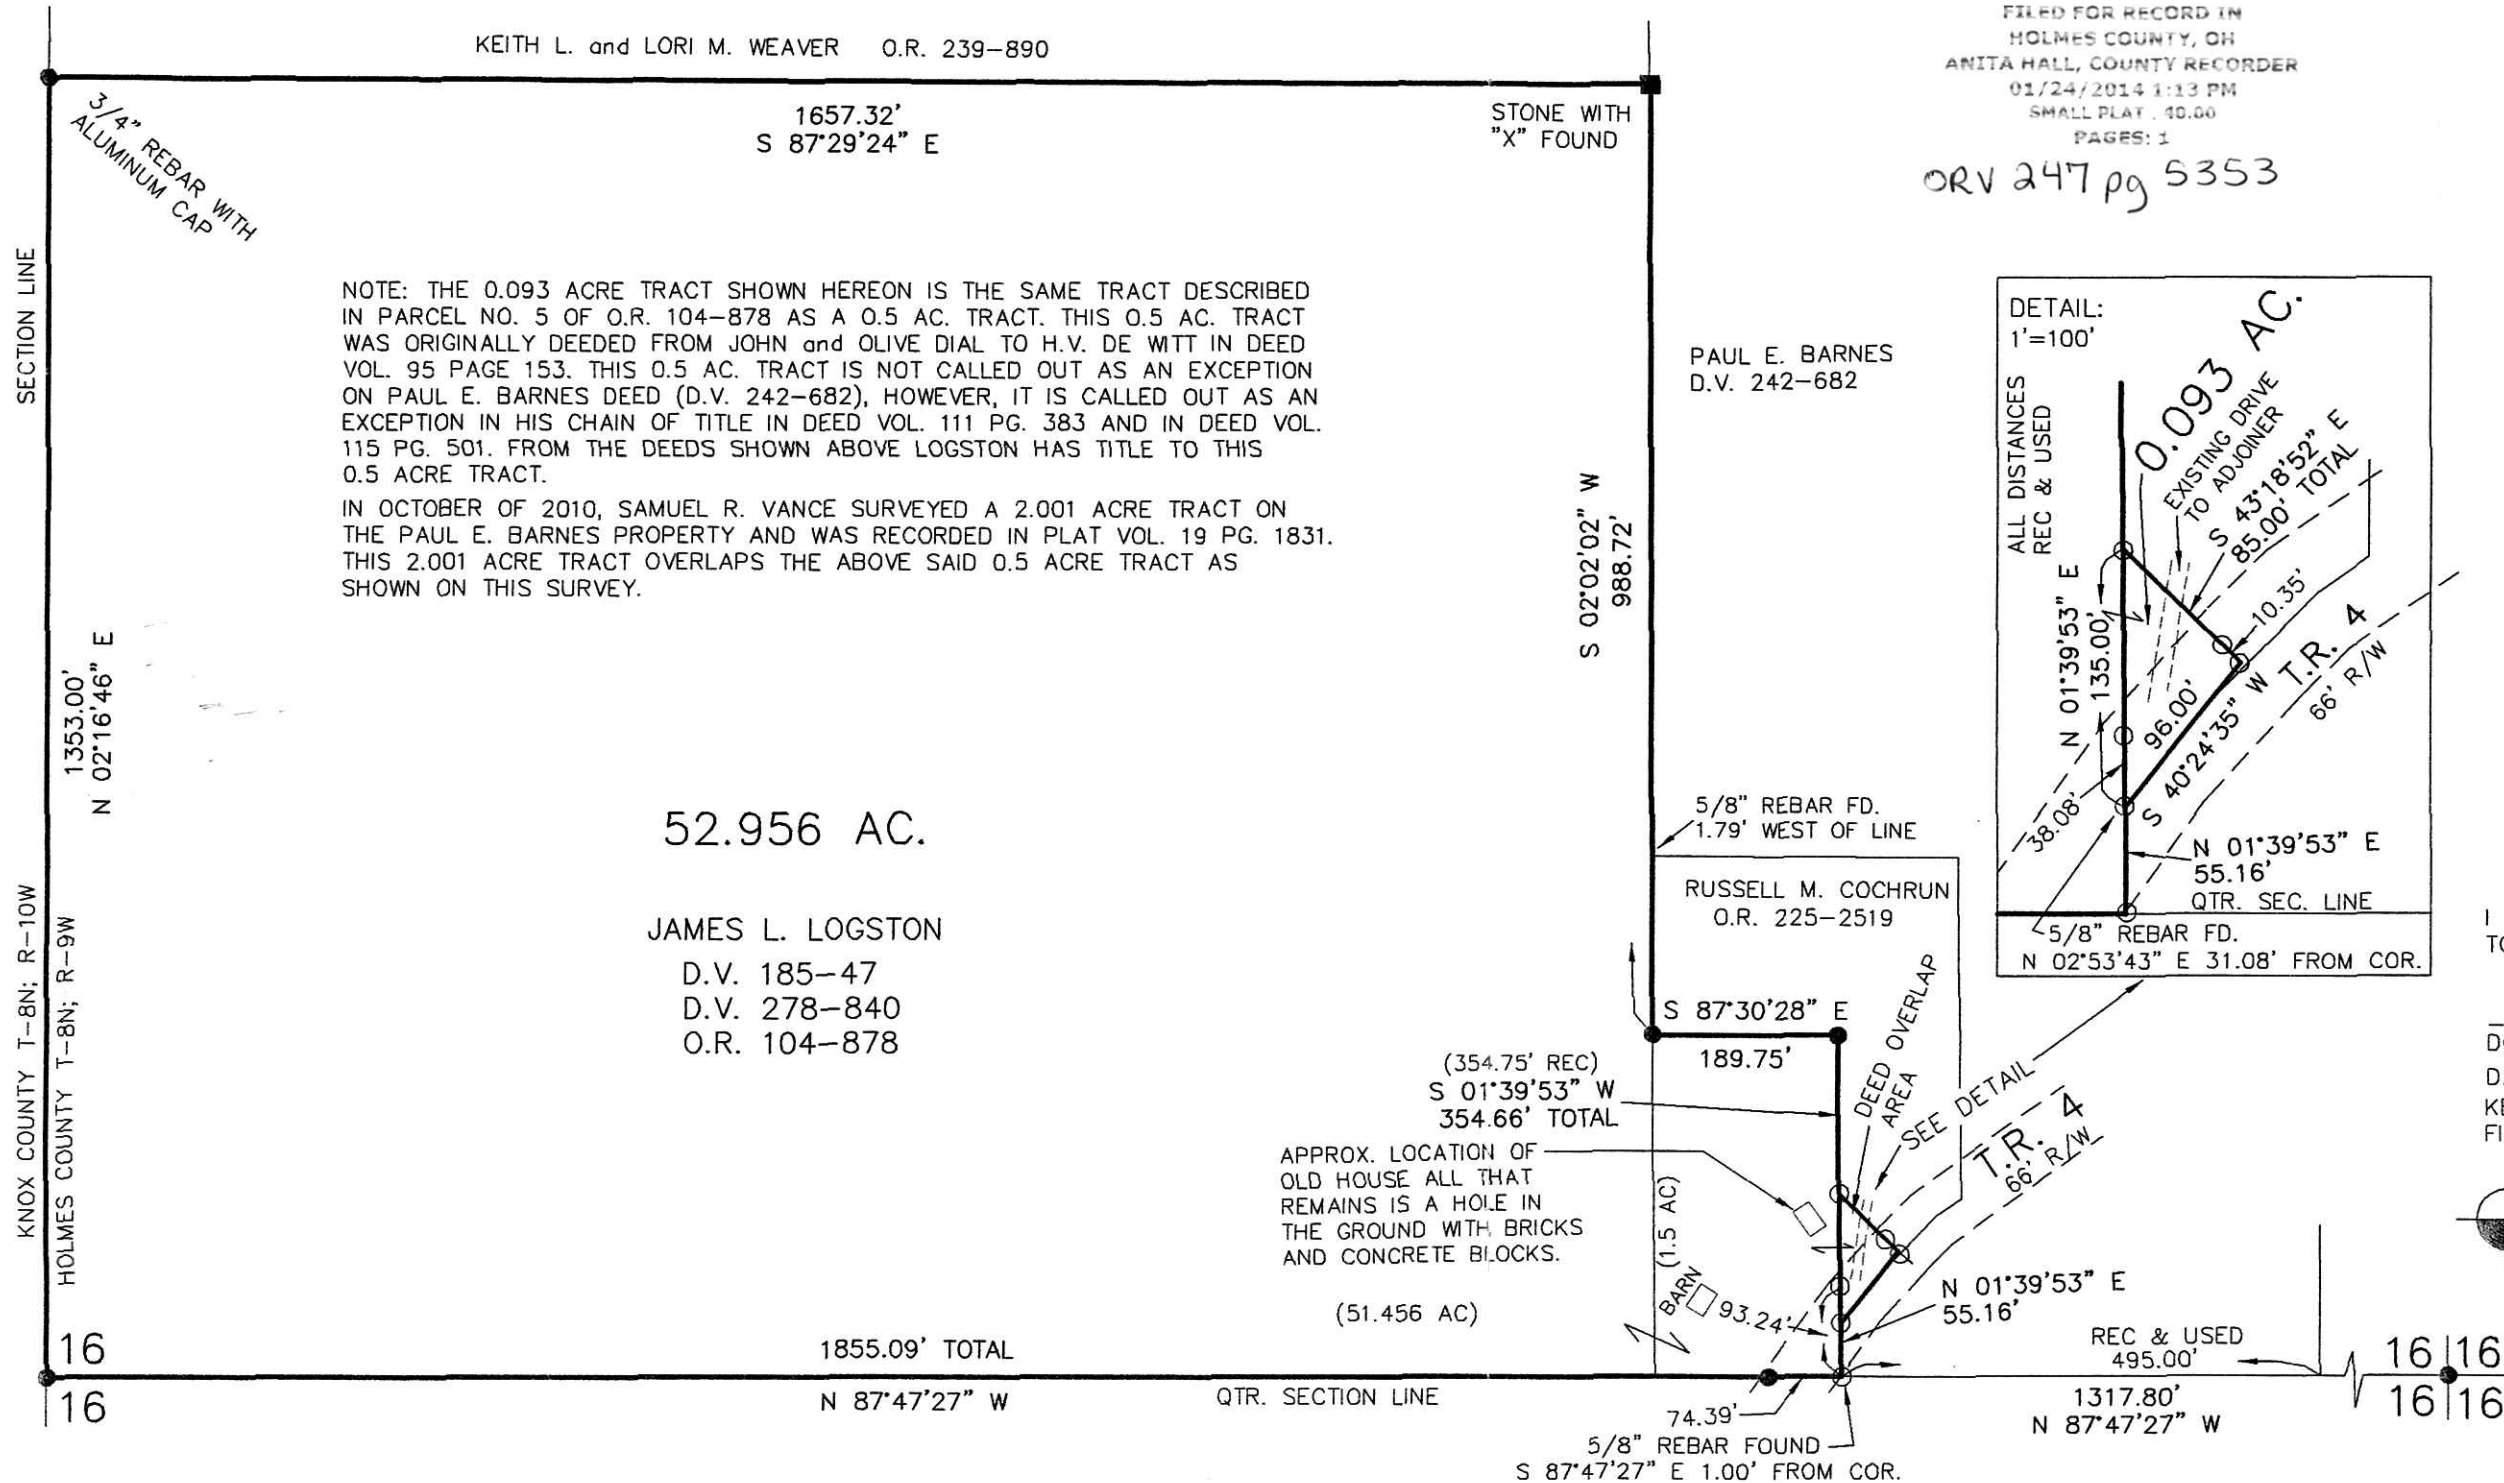 KEITH L. and LORI M. WEAVER O.R. 239-890
FILED FOR RECORD IN
HOLMES COUNTY, OH
ANITA HALL, COUNTY RECORDER
01/24/2014 1:13 PM
SMALL PLAT . 40.00
PAGES: 1
ORV 247 pg 5353
3/4" REBAR WITH
ALUMINUM CAP
1657.32'
S 87°29'24" E
STONE WITH
"X" FOUND
SECTION LINE
NOTE: THE 0.093 ACRE TRACT SHOWN HEREON IS THE SAME TRACT DESCRIBED
IN PARCEL NO. 5 OF O.R. 104-878 AS A 0.5 AC. TRACT. THIS 0.5 AC. TRACT
WAS ORIGINALLY DEEDED FROM JOHN and OLIVE DIAL TO H.V. DE WITT IN DEED
VOL. 95 PAGE 153. THIS 0.5 AC. TRACT IS NOT CALLED OUT AS AN EXCEPTION
ON PAUL E. BARNES DEED (D.V. 242-682), HOWEVER, IT IS CALLED OUT AS AN
EXCEPTION IN HIS CHAIN OF TITLE IN DEED VOL. 111 PG. 383 AND IN DEED VOL.
115 PG. 501. FROM THE DEEDS SHOWN ABOVE LOGSTON HAS TITLE TO THIS
0.5 ACRE TRACT.
IN OCTOBER OF 2010, SAMUEL R. VANCE SURVEYED A 2.001 ACRE TRACT ON
THE PAUL E. BARNES PROPERTY AND WAS RECORDED IN PLAT VOL. 19 PG. 1831.
THIS 2.001 ACRE TRACT OVERLAPS THE ABOVE SAID 0.5 ACRE TRACT AS
SHOWN ON THIS SURVEY.
PAUL E. BARNES
D.V. 242-682
S 02°02'02" W
988.72'
DETAIL:
1'=100'
ALL DISTANCES
REC & USED
0.093 AC.
EXISTING DRIVE
TO ADJOINER
S 43°18'52" E
85.00' TOTAL
10.35'
N 01°39'53" E
135.00'
96.00'
S 40°24'35" W
T.R. 4
66' R/W
38.08'
N 01°39'53" E
55.16'
QTR. SEC. LINE
5/8" REBAR FD.
N 02°53'43" E 31.08' FROM COR.
1353.00'
N 02°16'46" E
52.956 AC.
JAMES L. LOGSTON
D.V. 185-47
D.V. 278-840
O.R. 104-878
5/8" REBAR FD.
1.79' WEST OF LINE
RUSSELL M. COCHRUN
O.R. 225-2519
KNOX COUNTY T-8N; R-10W
HOLMES COUNTY T-8N; R-9W
S 87°30'28" E
189.75'
(354.75' REC)
S 01°39'53" W
354.66' TOTAL
DEED OVERLAP
AREA
SEE DETAIL
T.R. 4
66' R/W
APPROX. LOCATION OF
OLD HOUSE ALL THAT
REMAINS IS A HOLE IN
THE GROUND WITH BRICKS
AND CONCRETE BLOCKS.
(1.5 AC)
BARN
93.24'
(51.456 AC)
N 01°39'53" E
55.16'
REC & USED
495.00'
16
16
1855.09' TOTAL
N 87°47'27" W
QTR. SECTION LINE
74.39'
5/8" REBAR FOUND
S 87°47'27" E 1.00' FROM COR.
1317.80'
N 87°47'27" W
16 16
16 16
I
TO